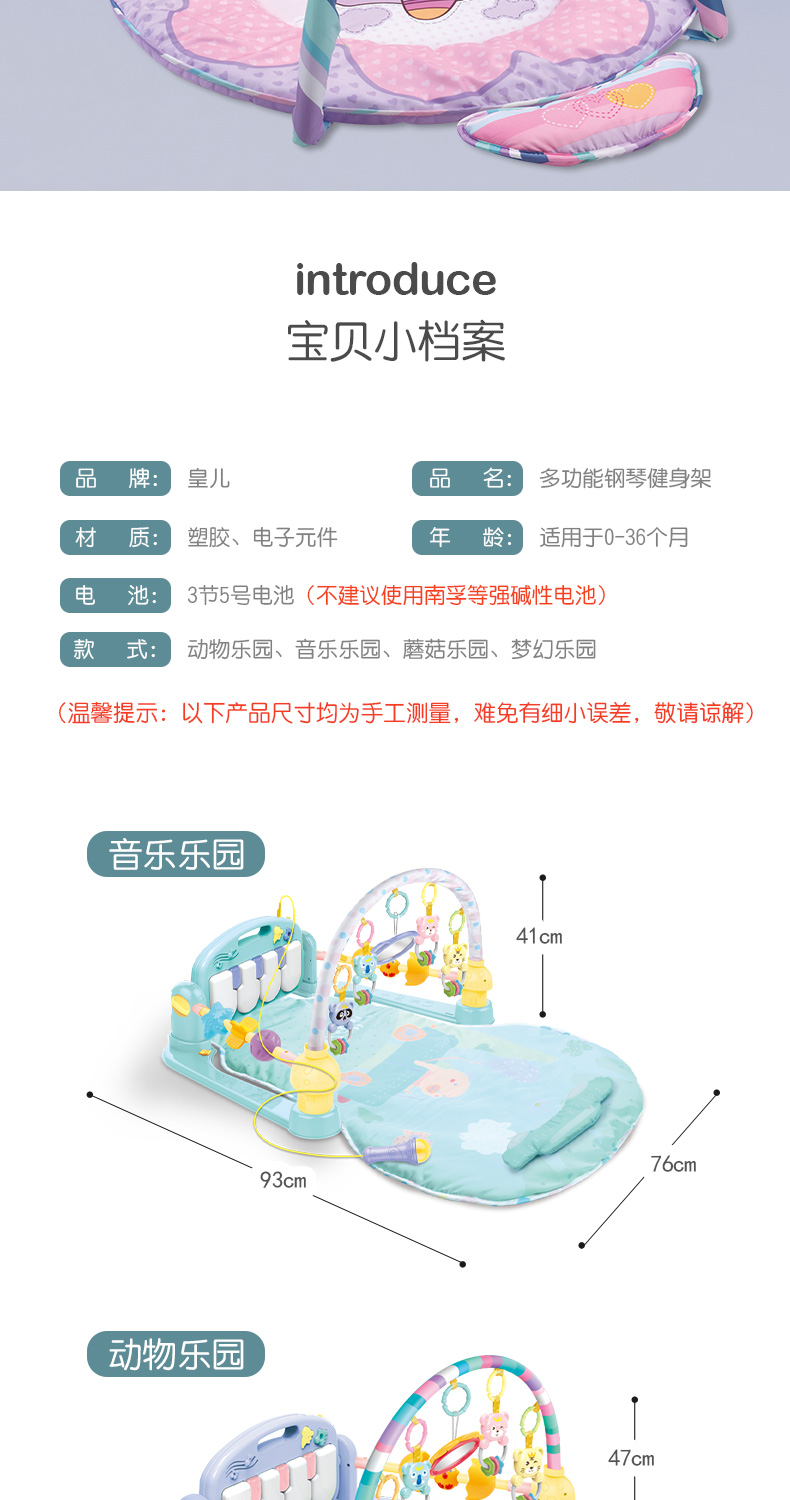 introduce
宝贝小档案
品 牌: 皇儿
品 名: 多功能钢琴健身架
材 质: 塑胶、电子元件
年 龄: 适用于0-36个月
电 池: 3节5号电池（不建议使用南孚等强碱性电池）
款 式: 动物乐园、音乐乐园、蘑菇乐园、梦幻乐园
（温馨提示：以下产品尺寸均为手工测量，难免有细小误差，敬请谅解）
音乐乐园
41cm
76cm
93cm
动物乐园
47cm